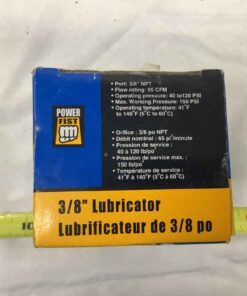 POWER
FIST
• Port: 3/8" NPT
• Flow rating: 65 CFM
• Operating pressure: 40 to120 PSI
• Max. Working Pressure: 150 PSI
• Operating temperature: 41°F
to 140°F (5°C to 60°C)
• Orifice : 3/8 po NPT
• Débit nominal : 65 pi³/minute
• Pression de service :
40 à 120 lb/po²
• Pression de service max. :
150 lb/po²
• Température de service :
41°F à 140°F (5°C à 60°C)
3/8" Lubricator
Lubrificateur de 3/8 po
10